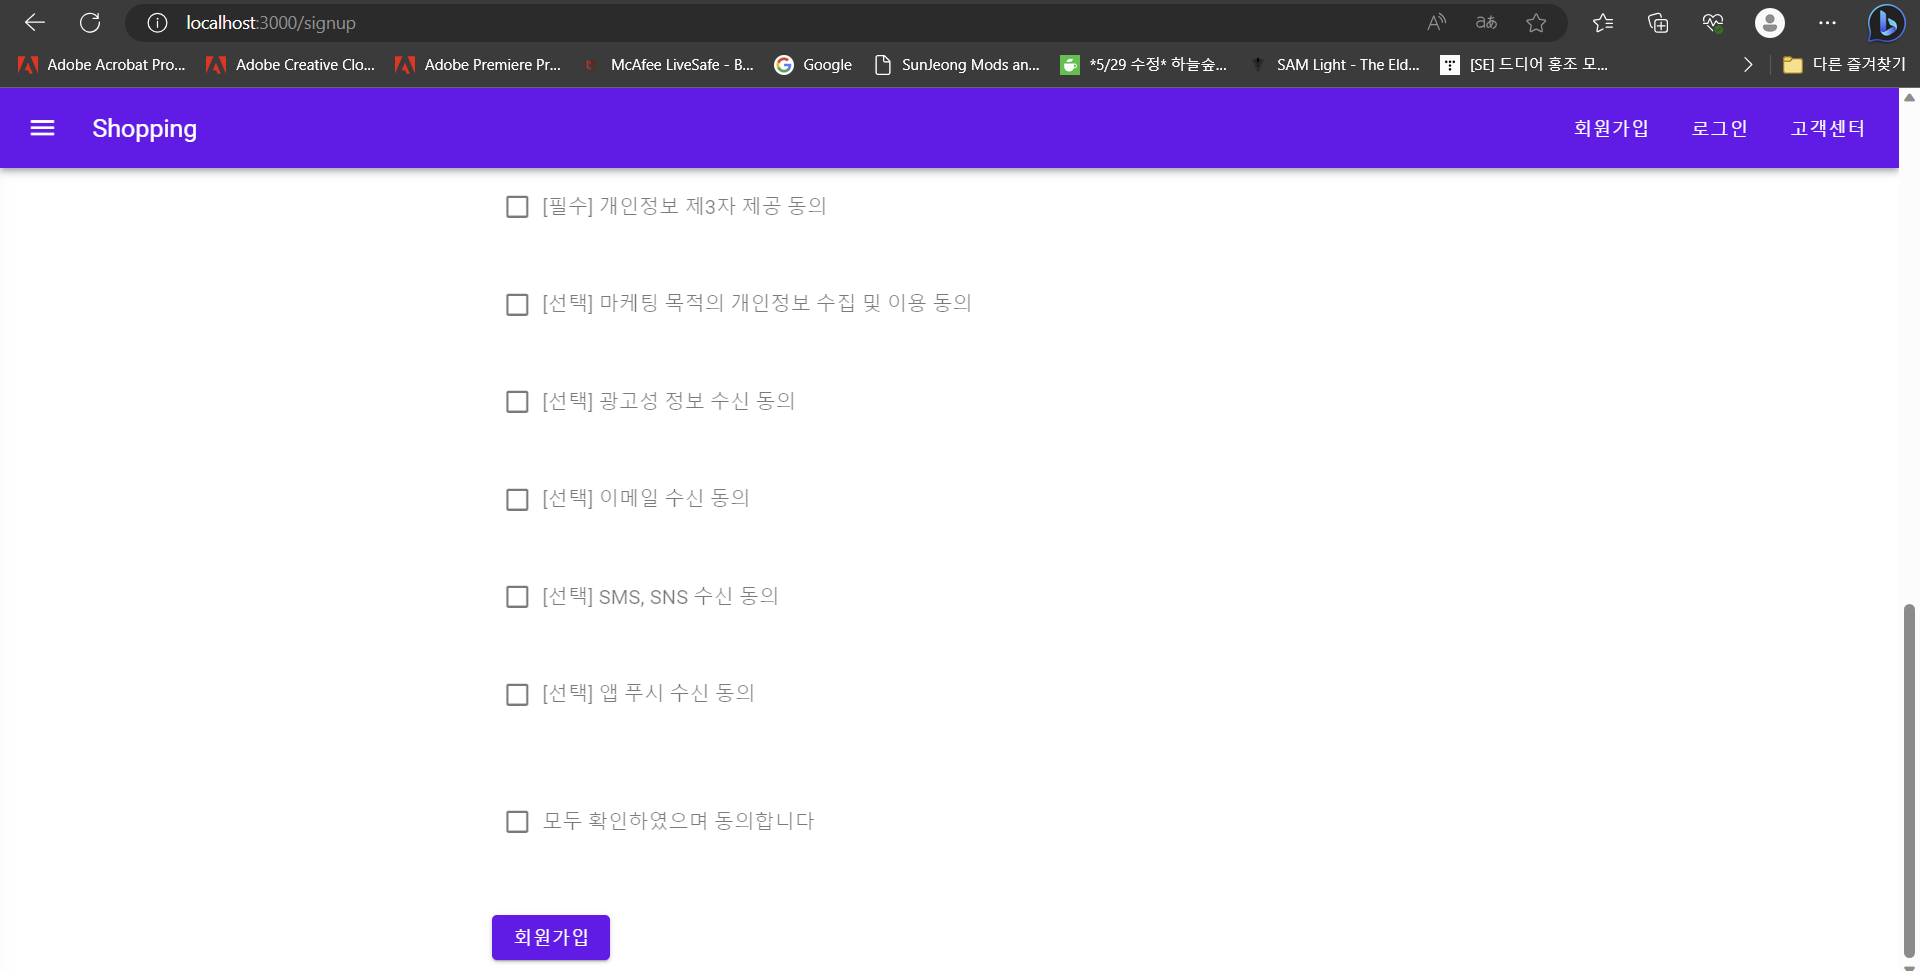 localhost:3000/signup
Adobe Acrobat Pro... Adobe Creative Clo... Adobe Premiere Pr... McAfee LiveSafe - B... Google SunJeong Mods an... *5/29 수정* 하늘숲... SAM Light - The Eld... [SE] 드디어 홍조 모... 다른 즐겨찾기
Shopping 회원가입 로그인 고객센터
[필수] 개인정보 제3자 제공 동의
[선택] 마케팅 목적의 개인정보 수집 및 이용 동의
[선택] 광고성 정보 수신 동의
[선택] 이메일 수신 동의
[선택] SMS, SNS 수신 동의
[선택] 앱 푸시 수신 동의
모두 확인하였으며 동의합니다
회원가입